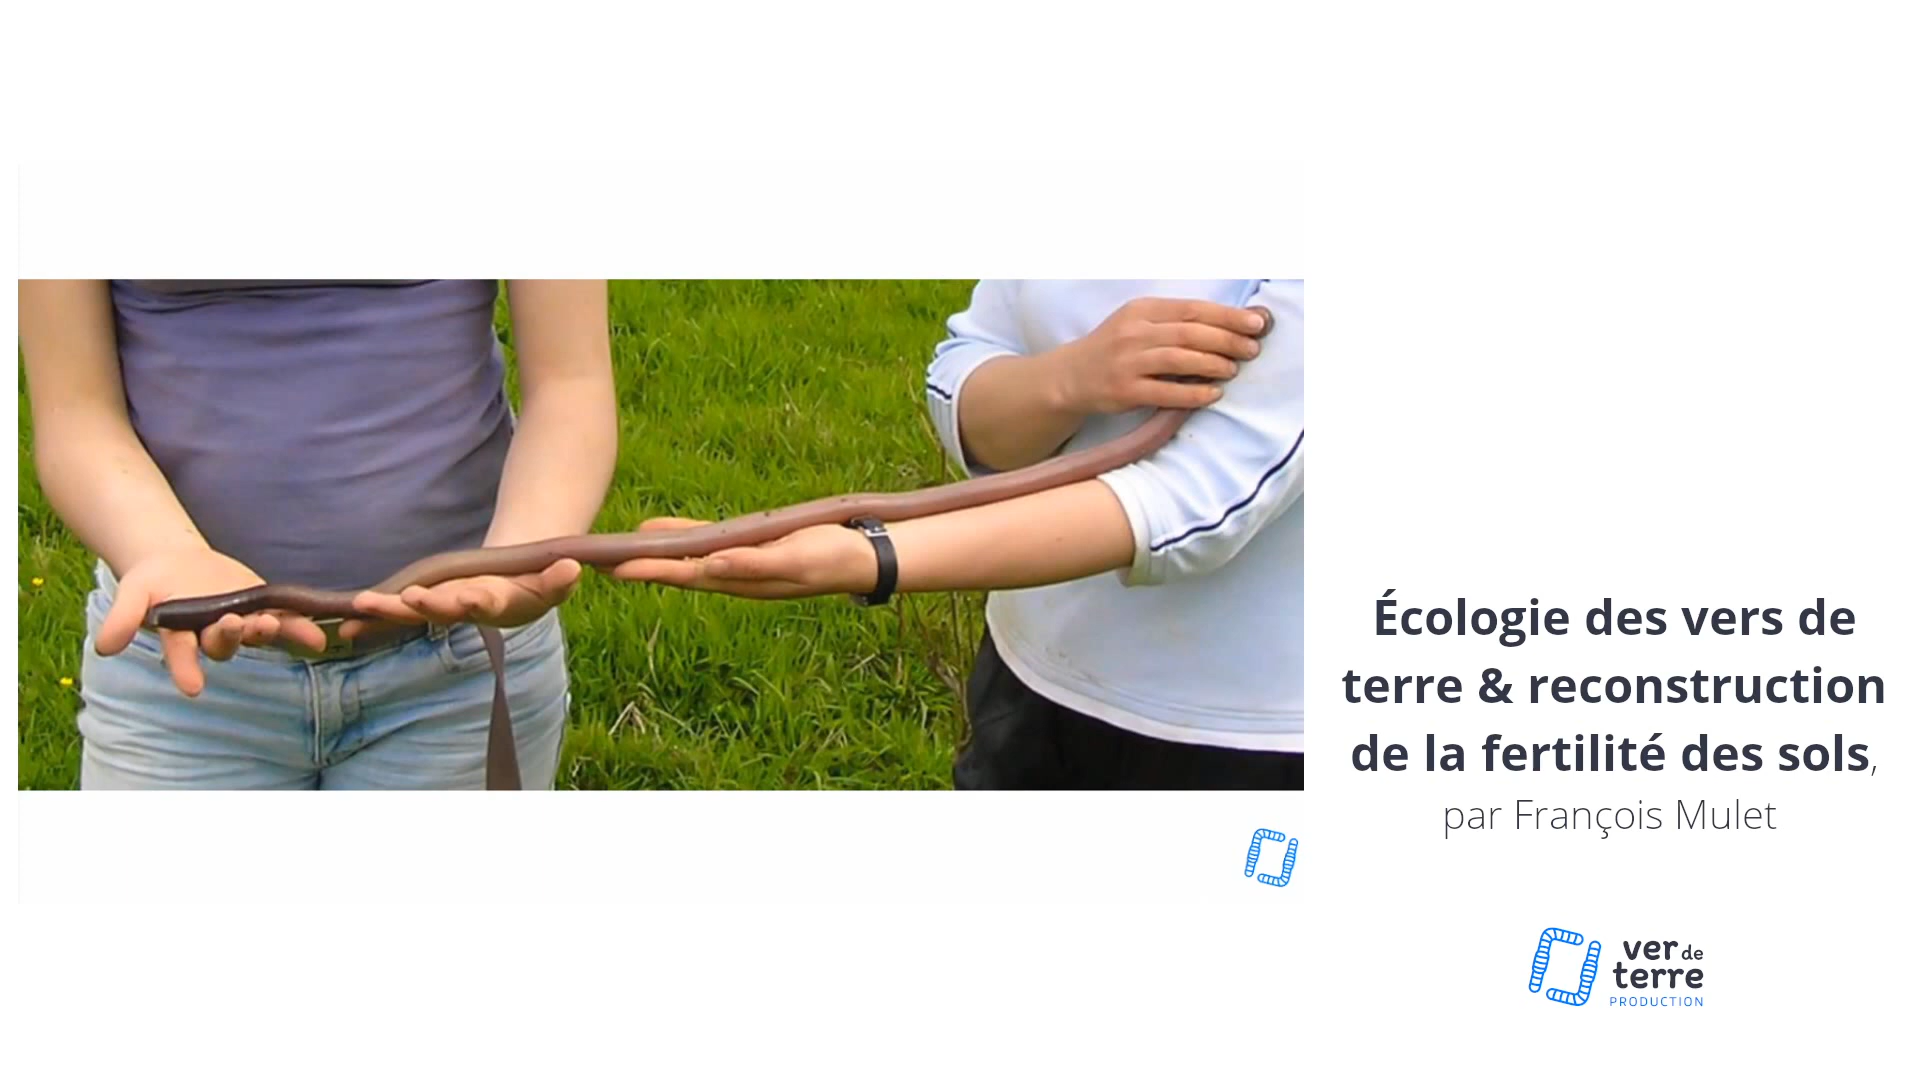 Écologie des vers de
terre & reconstruction
de la fertilité des sols,
par François Mulet
ver de
terre
PRODUCTION